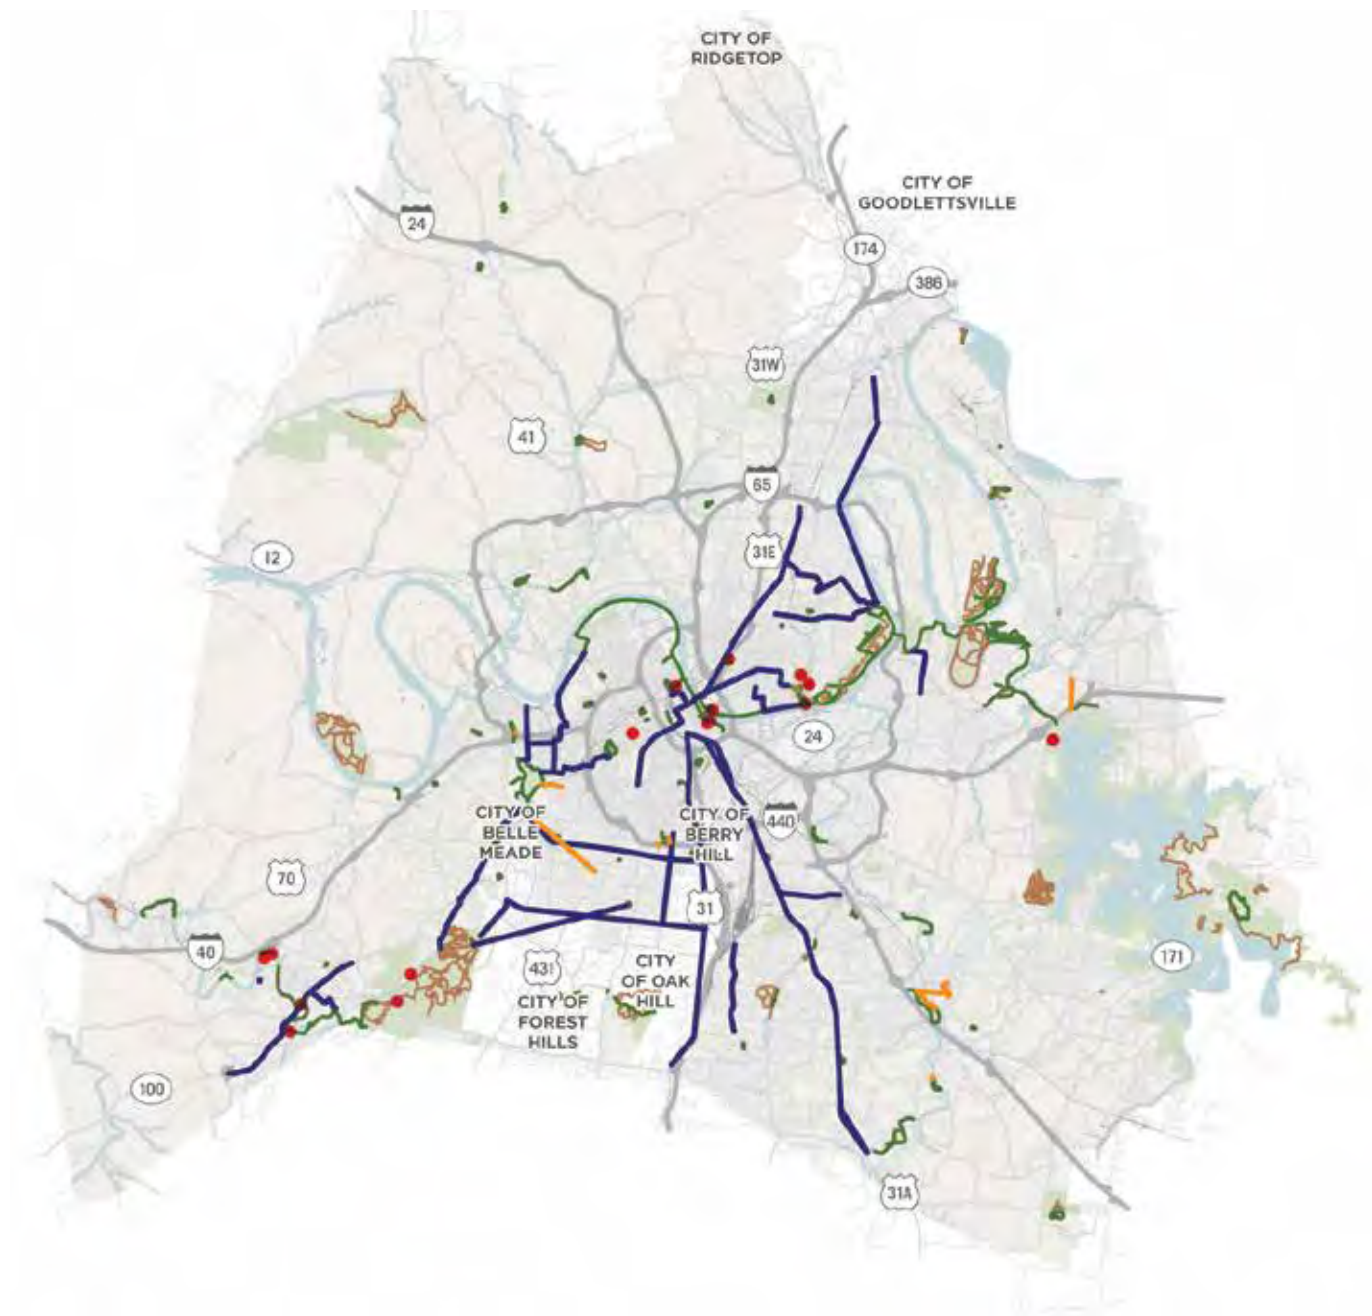 CITY OF
RIDGETOP
CITY OF
GOODLETTSVILLE
24
174
386
31W
41
65
31E
12
24
CITY OF
BELLE
MEADE
CITY OF
BERRY
HILL
440
70
31
40
431
CITY
OF OAK
HILL
171
CITY OF
FOREST
HILLS
100
31A